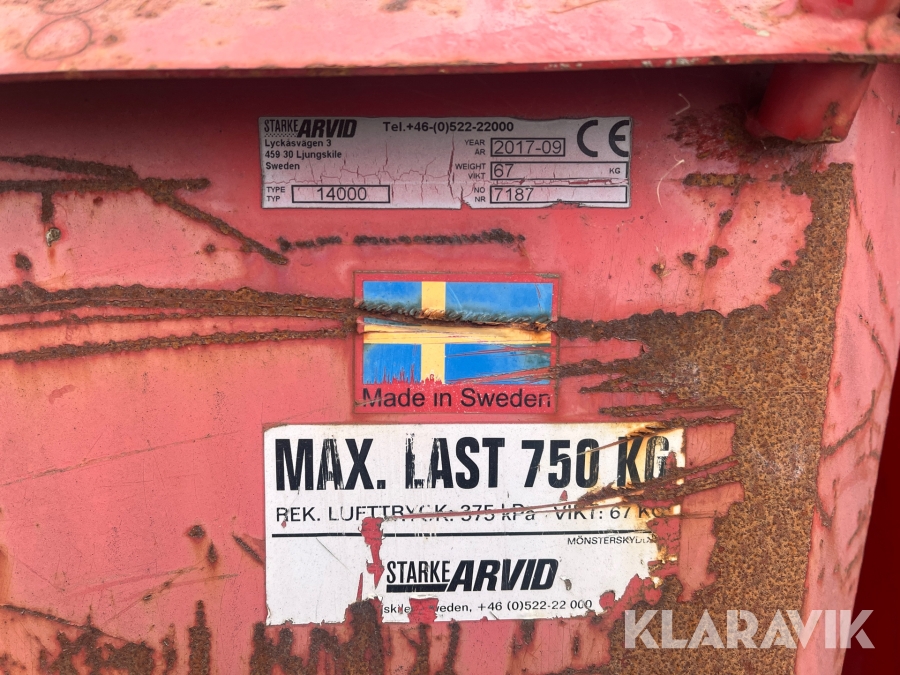 STARKE ARVID Tel.+46-(0)522-22000
Lyckåsvägen 3
459 30 Ljungskile
Sweden
YEAR ÅR 2017-09 CE
WEIGHT VIKT 67 KG
TYPE TYP 14000
NO NR 7187
Made in Sweden
MAX. LAST 750 KG
REK. LUFTTRYCK: 375 kPa VIKT: 67 KG
STARKE ARVID
+46 (0)522-22 000
KLARAVIK